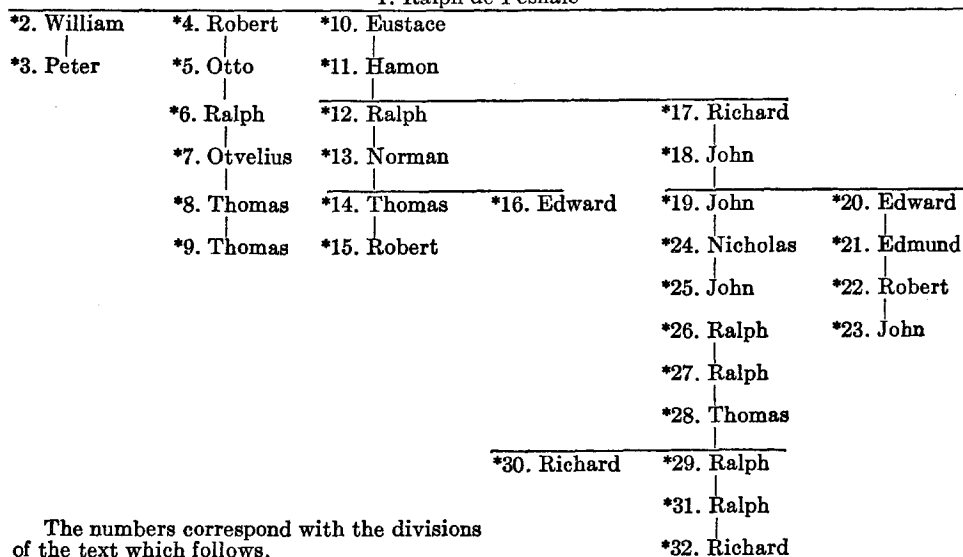 1. Ralph de Peshale
*2. William *4. Robert *10. Eustace
*3. Peter *5. Otto *11. Hamon
*6. Ralph *12. Ralph *17. Richard
*7. Otvelius *13. Norman *18. John
*8. Thomas *14. Thomas *16. Edward *19. John *20. Edward
*9. Thomas *15. Robert *24. Nicholas *21. Edmund
*25. John *22. Robert
*26. Ralph *23. John
*27. Ralph
*28. Thomas
*30. Richard *29. Ralph
*31. Ralph
The numbers correspond with the divisions
of the text which follows. *32. Richard